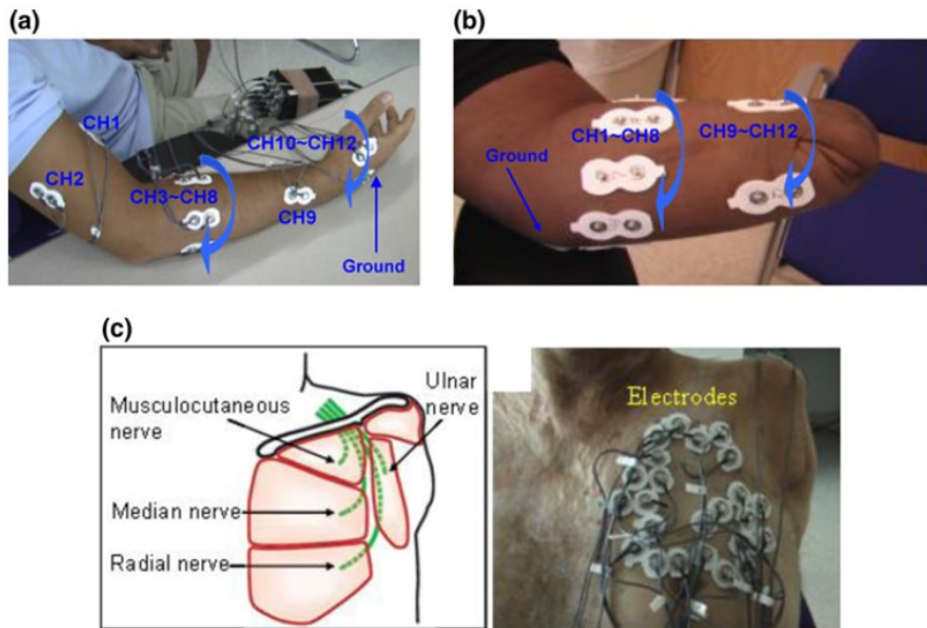 (a)
CH1
CH10~CH12
CH2
CH3~CH8
CH9
Ground
(b)
CH1~CH8
CH9~CH12
Ground
(c)
Musculocutaneous
nerve
Ulnar
nerve
Median nerve
Radial nerve
Electrodes